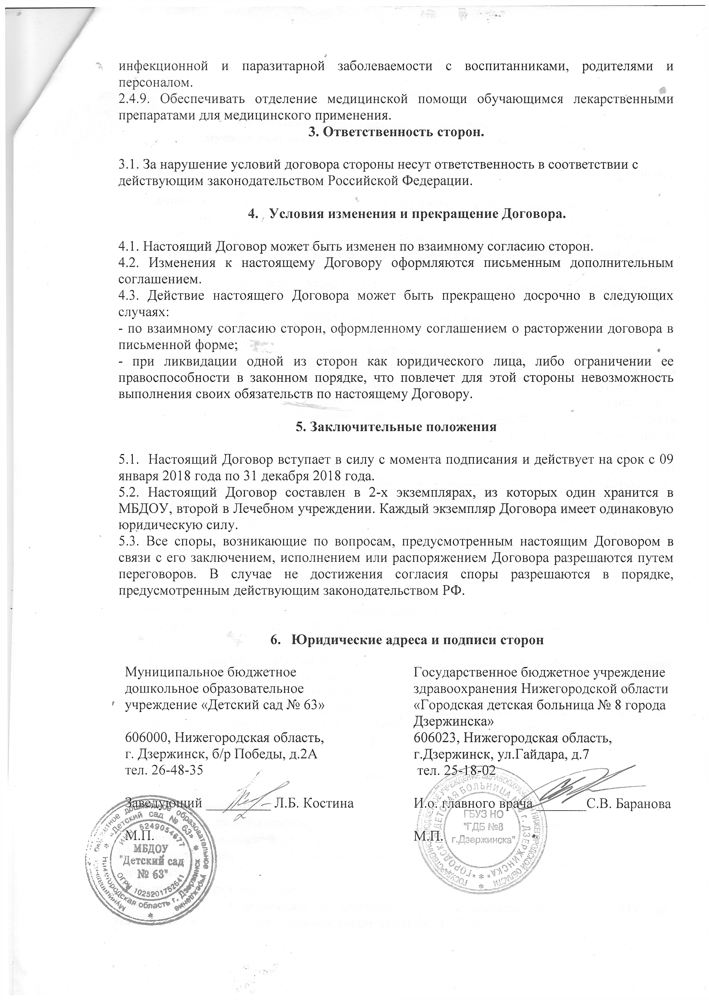 инфекционной и паразитарной заболеваемости с воспитанниками, родителями и
персоналом.
2.4.9. Обеспечивать отделение медицинской помощи обучающимся лекарственными
препаратами для медицинского применения.
3. Ответственность сторон.
3.1. За нарушение условий договора стороны несут ответственность в соответствии с
действующим законодательством Российской Федерации.
4. Условия изменения и прекращение Договора.
4.1. Настоящий Договор может быть изменен по взаимному согласию сторон.
4.2. Изменения к настоящему Договору оформляются письменным дополнительным
соглашением.
4.3. Действие настоящего Договора может быть прекращено досрочно в следующих
случаях:
- по взаимному согласию сторон, оформленному соглашением о расторжении договора в
письменной форме;
- при ликвидации одной из сторон как юридического лица, либо ограничении ее
правоспособности в законном порядке, что повлечет для этой стороны невозможность
выполнения своих обязательств по настоящему Договору.
5. Заключительные положения
5.1. Настоящий Договор вступает в силу с момента подписания и действует на срок с 09
января 2018 года по 31 декабря 2018 года.
5.2. Настоящий Договор составлен в 2-х экземплярах, из которых один хранится в
МБДОУ, второй в Лечебном учреждении. Каждый экземпляр Договора имеет одинаковую
юридическую силу.
5.3. Все споры, возникающие по вопросам, предусмотренным настоящим Договором в
связи с его заключением, исполнением или распоряжением Договора разрешаются путем
переговоров. В случае не достижения согласия споры разрешаются в порядке,
предусмотренным действующим законодательством РФ.
6. Юридические адреса и подписи сторон
Муниципальное бюджетное
дошкольное образовательное
учреждение «Детский сад № 63»
606000, Нижегородская область,
г. Дзержинск, б/р Победы, д.2А
тел. 26-48-35
Заведующий __________ Л.Б. Костина
М.П.
Муниципальное бюджетное дошкольное образовательное учреждение
«Детский сад № 63» * Нижегородская область г. Дзержинск
ИНН 5249054677
МБДОУ
"Детский сад
№ 63"
ОГРН 1025201752641
Государственное бюджетное учреждение
здравоохранения Нижегородской области
«Городская детская больница № 8 города
Дзержинска»
606023, Нижегородская область,
г.Дзержинск, ул.Гайдара, д.7
тел. 25-18-02
И.о. главного врача ________С.В. Баранова
М.П.
ГОСУДАРСТВЕННОЕ БЮДЖЕТНОЕ УЧРЕЖДЕНИЕ ЗДРАВООХРАНЕНИЯ НИЖЕГОРОДСКОЙ ОБЛАСТИ
"ГОРОДСКАЯ ДЕТСКАЯ БОЛЬНИЦА №8 г. ДЗЕРЖИНСКА"
ГБУЗ НО
"ГДБ №8
г.Дзержинска"